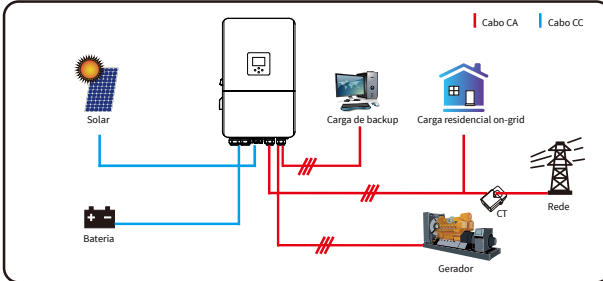 Cabo CA
Cabo CC
Solar
Carga de backup
Carga residencial on-grid
Bateria
CT
Rede
Gerador